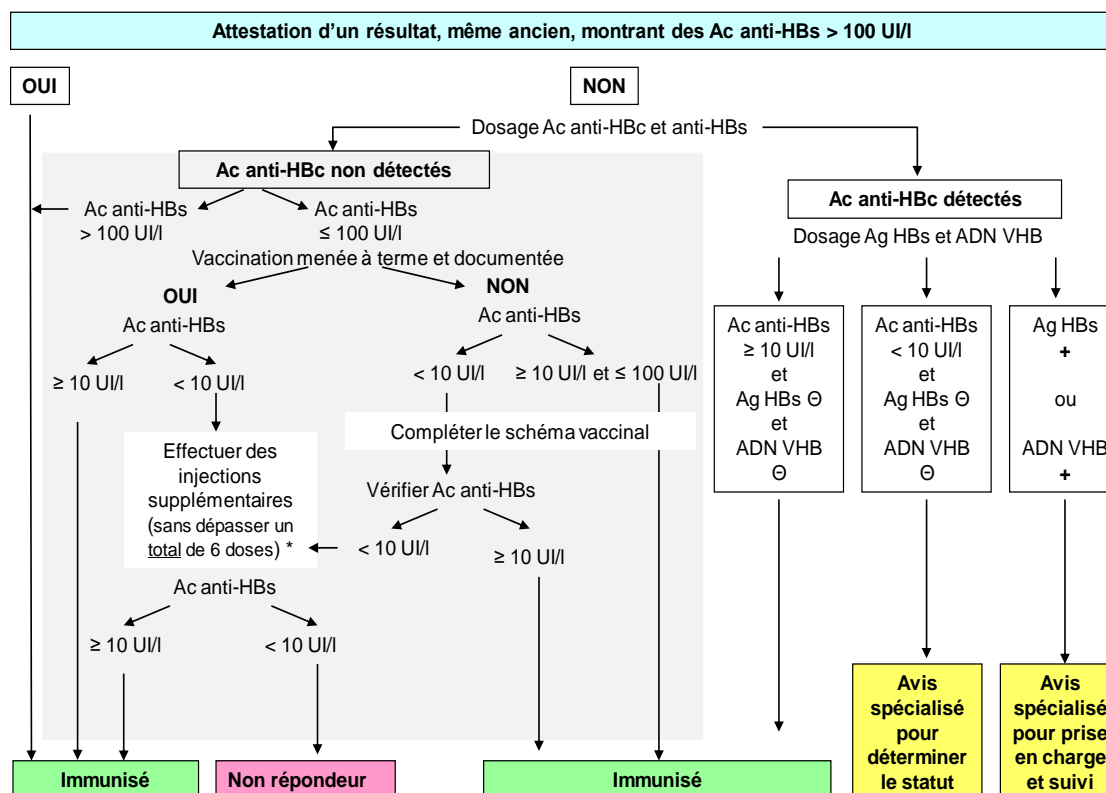 Attestation d'un résultat, même ancien, montrant des Ac anti-HBs > 100 UI/l
OUI
NON
Dosage Ac anti-HBc et anti-HBs
Ac anti-HBc non détectés
Ac anti-HBs
> 100 UI/l
Ac anti-HBs
≤ 100 UI/l
Vaccination menée à terme et documentée
OUI
Ac anti-HBs
≥ 10 UI/l
< 10 UI/l
Effectuer des
injections
supplémentaires
(sans dépasser un
total de 6 doses) *
Ac anti-HBs
≥ 10 UI/l
< 10 UI/l
NON
Ac anti-HBs
< 10 UI/l
≥ 10 UI/l et ≤ 100 UI/l
Compléter le schéma vaccinal
Vérifier Ac anti-HBs
< 10 UI/l
≥ 10 UI/l
Ac anti-HBc détectés
Dosage Ag HBs et ADN VHB
Ac anti-HBs
≥ 10 UI/l
et
Ag HBs Θ
et
ADN VHB
Θ
Ac anti-HBs
< 10 UI/l
et
Ag HBs Θ
et
ADN VHB
Θ
Ag HBs
+
ou
ADN VHB
+
Immunisé
Non répondeur
Immunisé
Avis
spécialisé
pour
déterminer
le statut
Avis
spécialisé
pour prise
en charge
et suivi